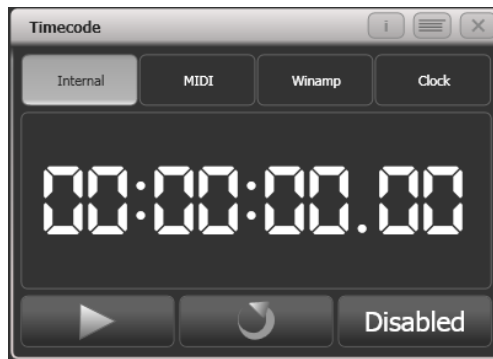 Timecode
Internal MIDI Winamp Clock
00:00:00.00
Disabled